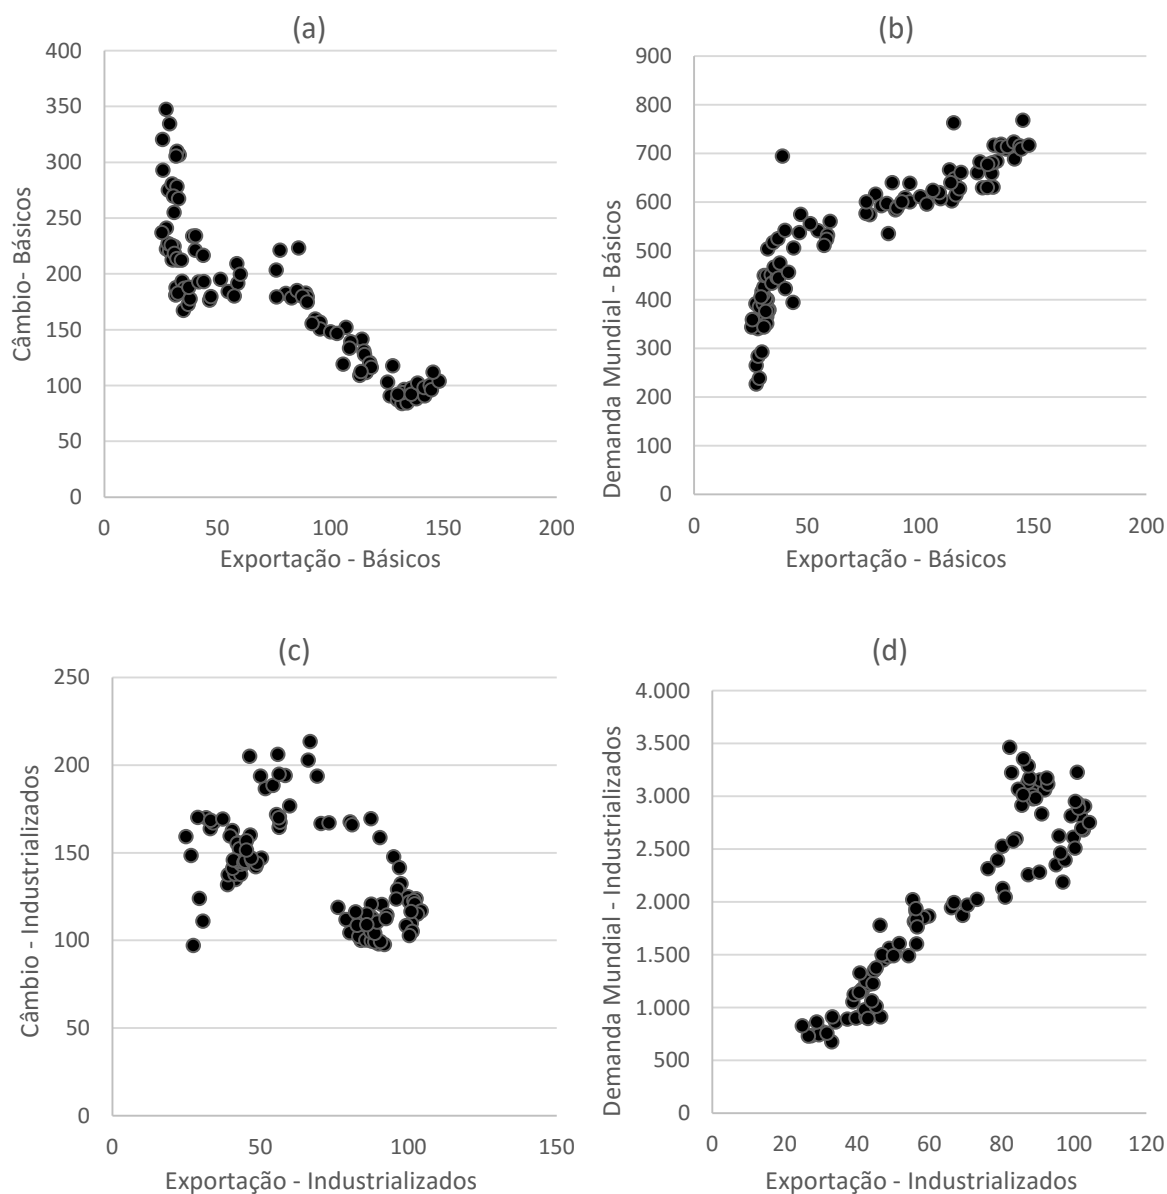 (a)
400
350
300
250
200
150
100
50
0
Câmbio- Básicos
0 50 100 150 200
Exportação - Básicos
(b)
900
800
700
600
500
400
300
200
100
0
Demanda Mundial - Básicos
0 50 100 150 200
Exportação - Básicos
(c)
250
200
150
100
50
0
Câmbio - Industrializados
0 50 100 150
Exportação - Industrializados
(d)
4.000
3.500
3.000
2.500
2.000
1.500
1.000
500
0
Demanda Mundial - Industrializados
0 20 40 60 80 100 120
Exportação - Industrializados